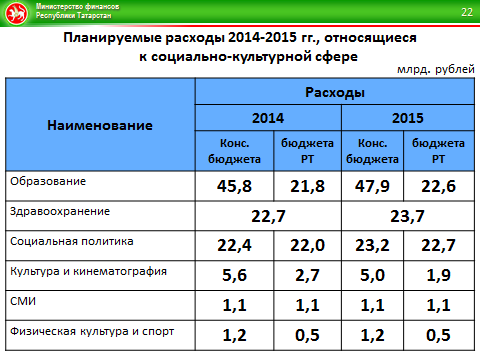 Министерство финансов
Республики Татарстан
22
Планируемые расходы 2014-2015 гг., относящиеся
к социально-культурной сфере
млрд. рублей
Наименование
Расходы
2014 2015
Конс. бюджета бюджета РТ Конс. бюджета бюджета РТ
Образование 45,8 21,8 47,9 22,6
Здравоохранение 22,7 23,7
Социальная политика 22,4 22,0 23,2 22,7
Культура и кинематография 5,6 2,7 5,0 1,9
СМИ 1,1 1,1 1,1 1,1
Физическая культура и спорт 1,2 0,5 1,2 0,5